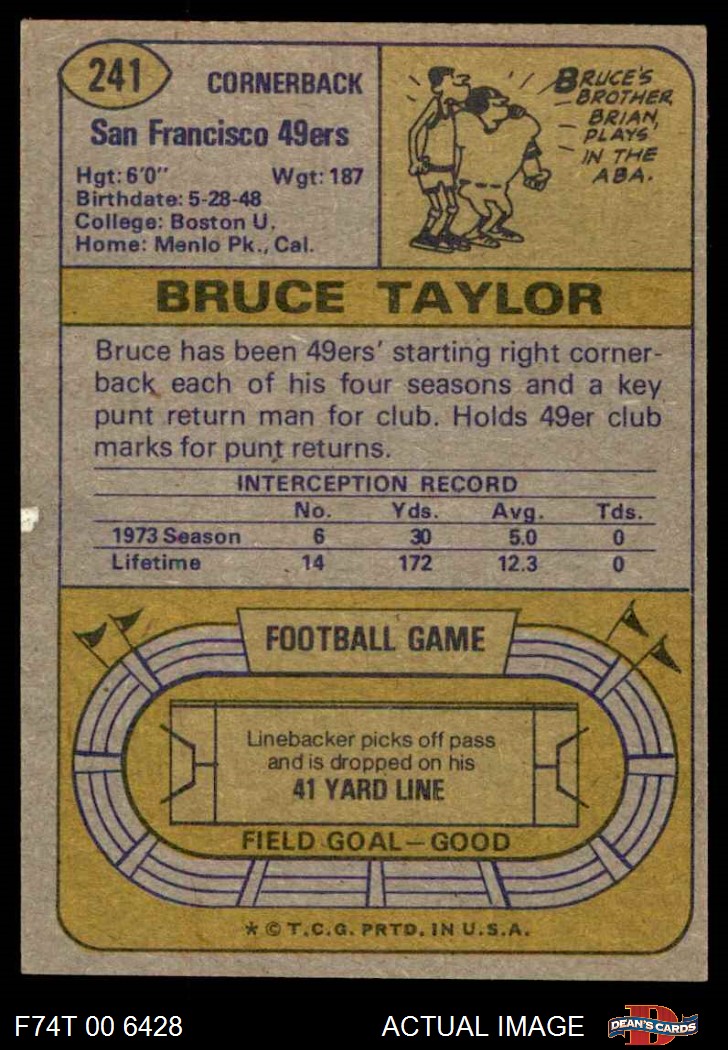 241
CORNERBACK
San Francisco 49ers
Hgt: 6'0" Wgt: 187
Birthdate: 5-28-48
College: Boston U.
Home: Menlo Pk., Cal.
BRUCE'S
BROTHER,
BRIAN,
PLAYS
IN THE
ABA.
BRUCE TAYLOR
Bruce has been 49ers' starting right corner-
back each of his four seasons and a key
punt return man for club. Holds 49er club
marks for punt returns.
INTERCEPTION RECORD
No. Yds. Avg. Tds.
1973 Season 6 30 5.0 0
Lifetime 14 172 12.3 0
FOOTBALL GAME
Linebacker picks off pass
and is dropped on his
41 YARD LINE
FIELD GOAL—GOOD
* © T.C.G. PRTD. IN U.S.A.
F74T 00 6428 ACTUAL IMAGE
D
DEAN'S CARDS